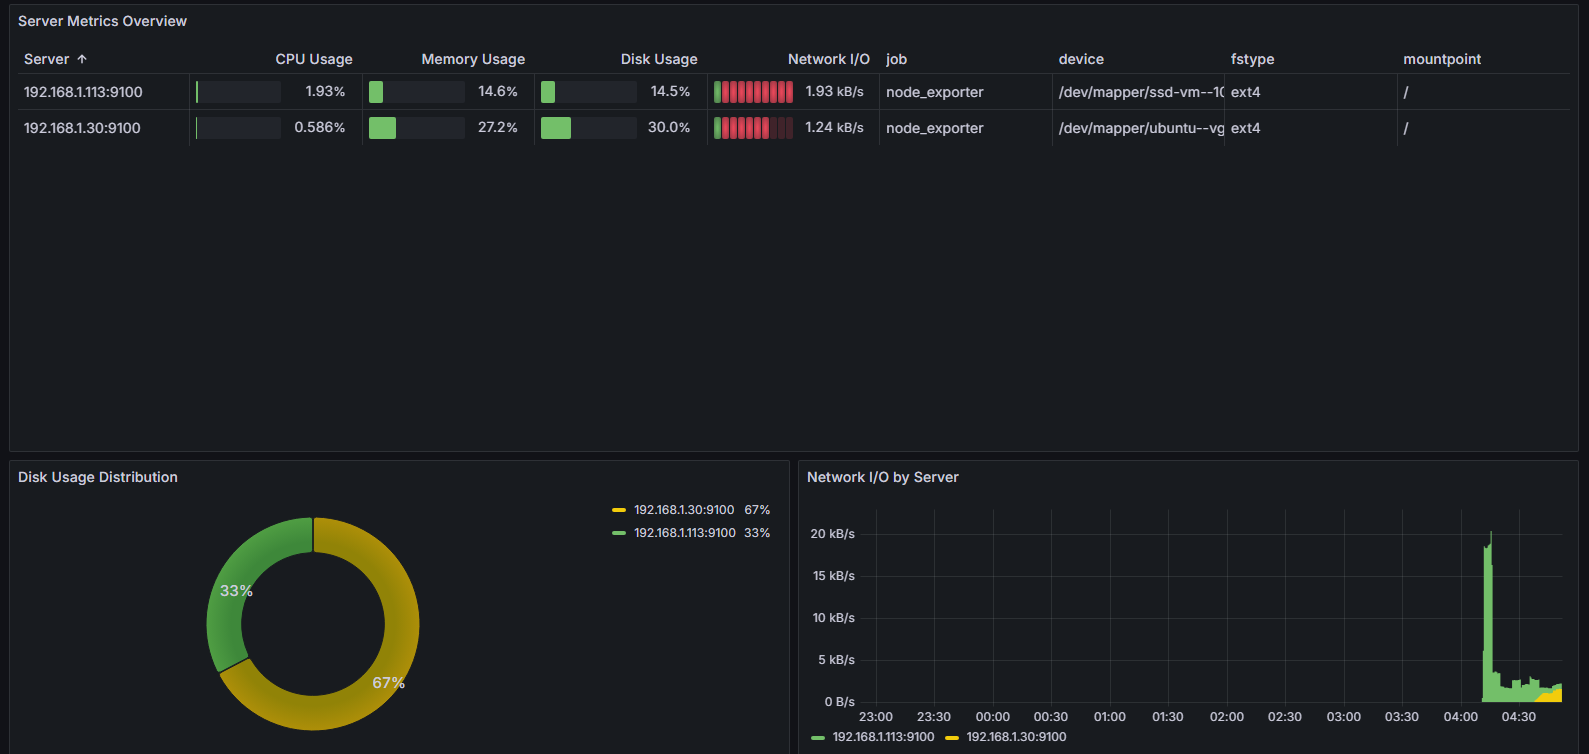 Server Metrics Overview
Server ↑ CPU Usage Memory Usage Disk Usage Network I/O job device fstype mountpoint
192.168.1.113:9100 1.93% 14.6% 14.5% 1.93 kB/s node_exporter /dev/mapper/ssd-vm--10 ext4 /
192.168.1.30:9100 0.586% 27.2% 30.0% 1.24 kB/s node_exporter /dev/mapper/ubuntu--vg ext4 /
Disk Usage Distribution
192.168.1.30:9100 67%
192.168.1.113:9100 33%
33%
67%
Network I/O by Server
20 kB/s
15 kB/s
10 kB/s
5 kB/s
0 B/s
23:00 23:30 00:00 00:30 01:00 01:30 02:00 02:30 03:00 03:30 04:00 04:30
192.168.1.113:9100 192.168.1.30:9100